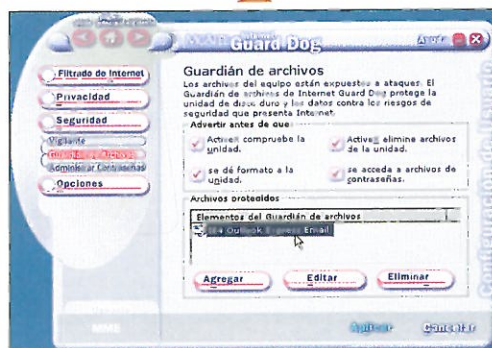 Guard Dog
Ayuda
Filtrado de Internet
Privacidad
Seguridad
Vigilante
Guardián de Archivos
Administrar Contraseñas
Opciones
Guardián de archivos
Los archivos del equipo están expuestos a ataques. El
Guardián de archivos de Internet Guard Dog protege la
unidad de disco duro y los datos contra los riesgos de
seguridad que presenta Internet.
Advertir antes de que
ActiveX compruebe la
unidad.
ActiveX elimine archivos
de la unidad.
se dé formato a la
unidad.
se acceda a archivos de
contraseñas.
Archivos protegidos
Elementos del Guardián de archivos
IE4 Outlook Express Email
Agregar
Editar
Eliminar
Aplicar
Cancelar
Configuración del Usuario